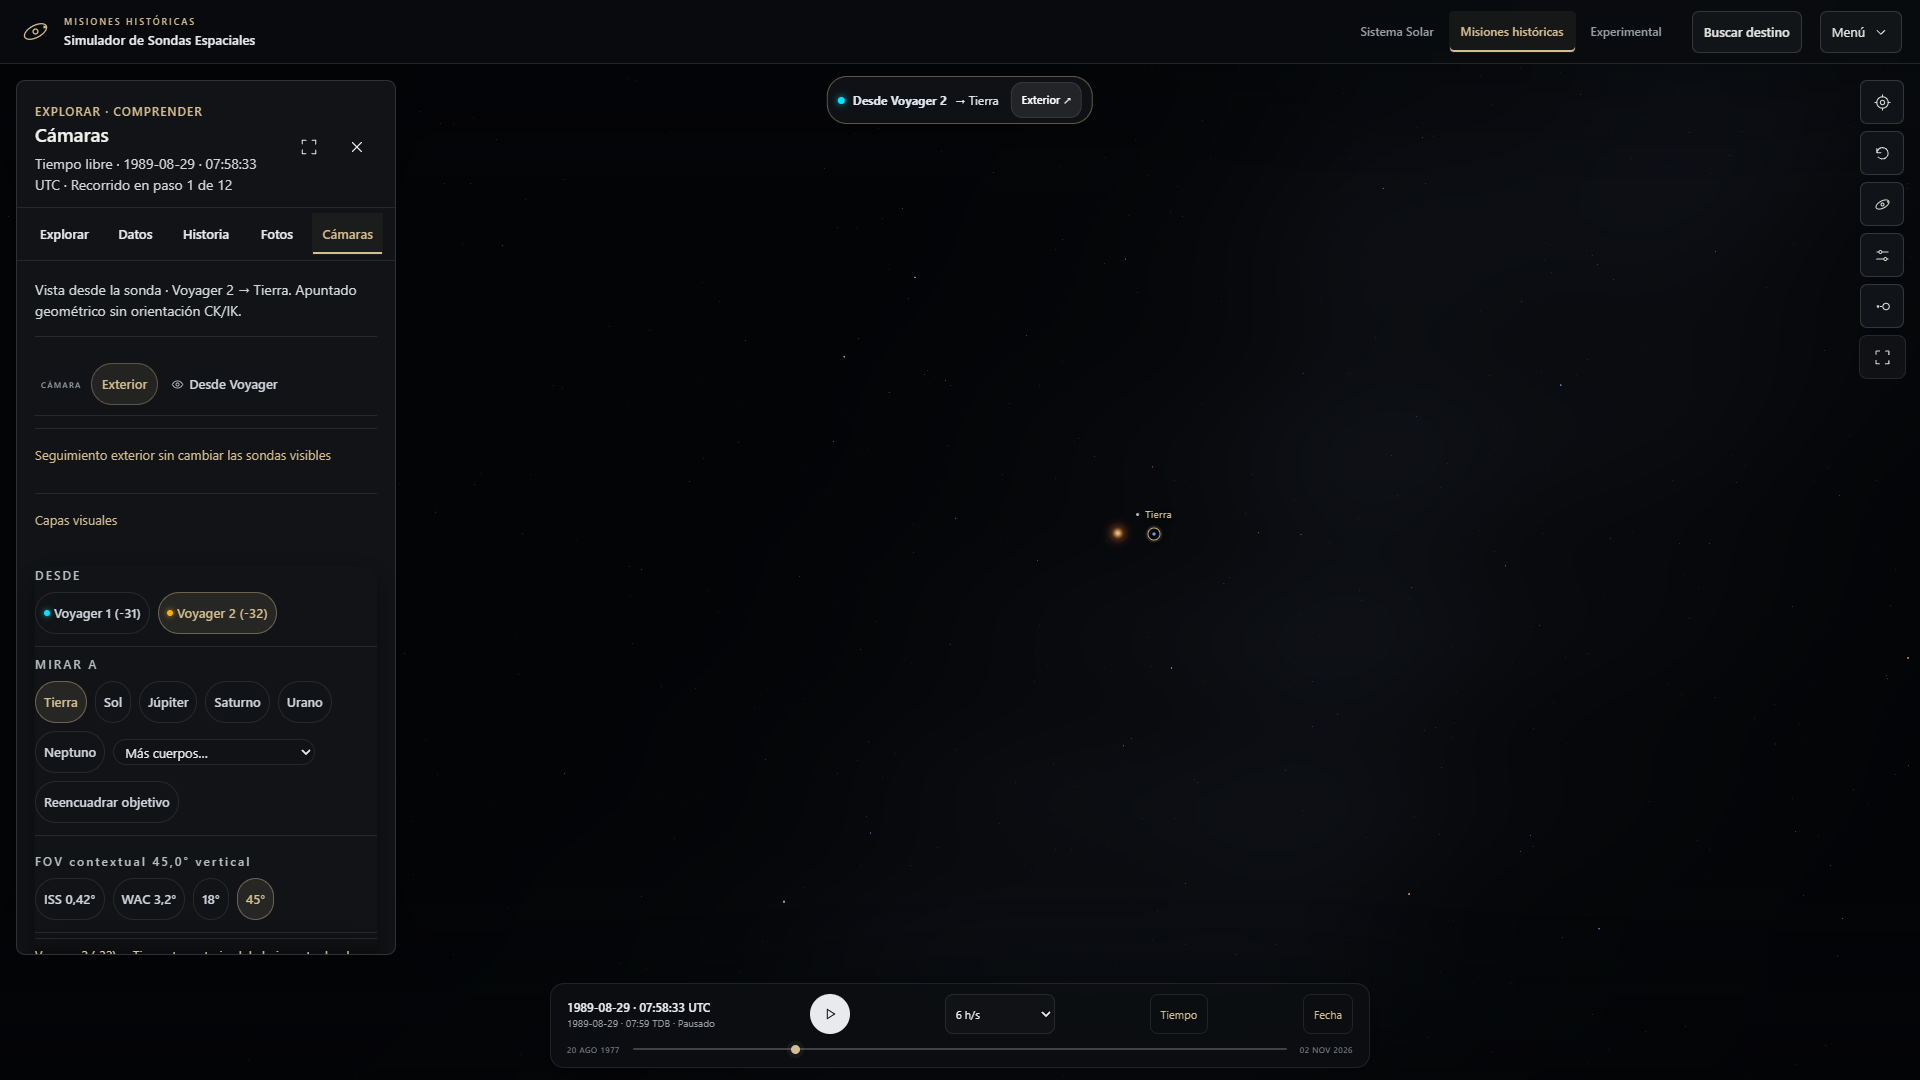 MISIONES HISTÓRICAS
Simulador de Sondas Espaciales
Sistema Solar
Misiones históricas
Experimental
Buscar destino
Menú
EXPLORAR · COMPRENDER
Cámaras
Tiempo libre · 1989-08-29 · 07:58:33
UTC · Recorrido en paso 1 de 12
Explorar
Datos
Historia
Fotos
Cámaras
Vista desde la sonda · Voyager 2 → Tierra. Apuntado
geométrico sin orientación CK/IK.
CÁMARA
Exterior
Desde Voyager
Seguimiento exterior sin cambiar las sondas visibles
Capas visuales
DESDE
Voyager 1 (-31)
Voyager 2 (-32)
MIRAR A
Tierra
Sol
Júpiter
Saturno
Urano
Neptuno
Más cuerpos...
Reencuadrar objetivo
FOV contextual 45,0° vertical
ISS 0,42°
WAC 3,2°
18°
45°
Desde Voyager 2 → Tierra
Exterior ↗
Tierra
1989-08-29 · 07:58:33 UTC
1989-08-29 · 07:59 TDB · Pausado
6 h/s
Tiempo
Fecha
20 AGO 1977
02 NOV 2026